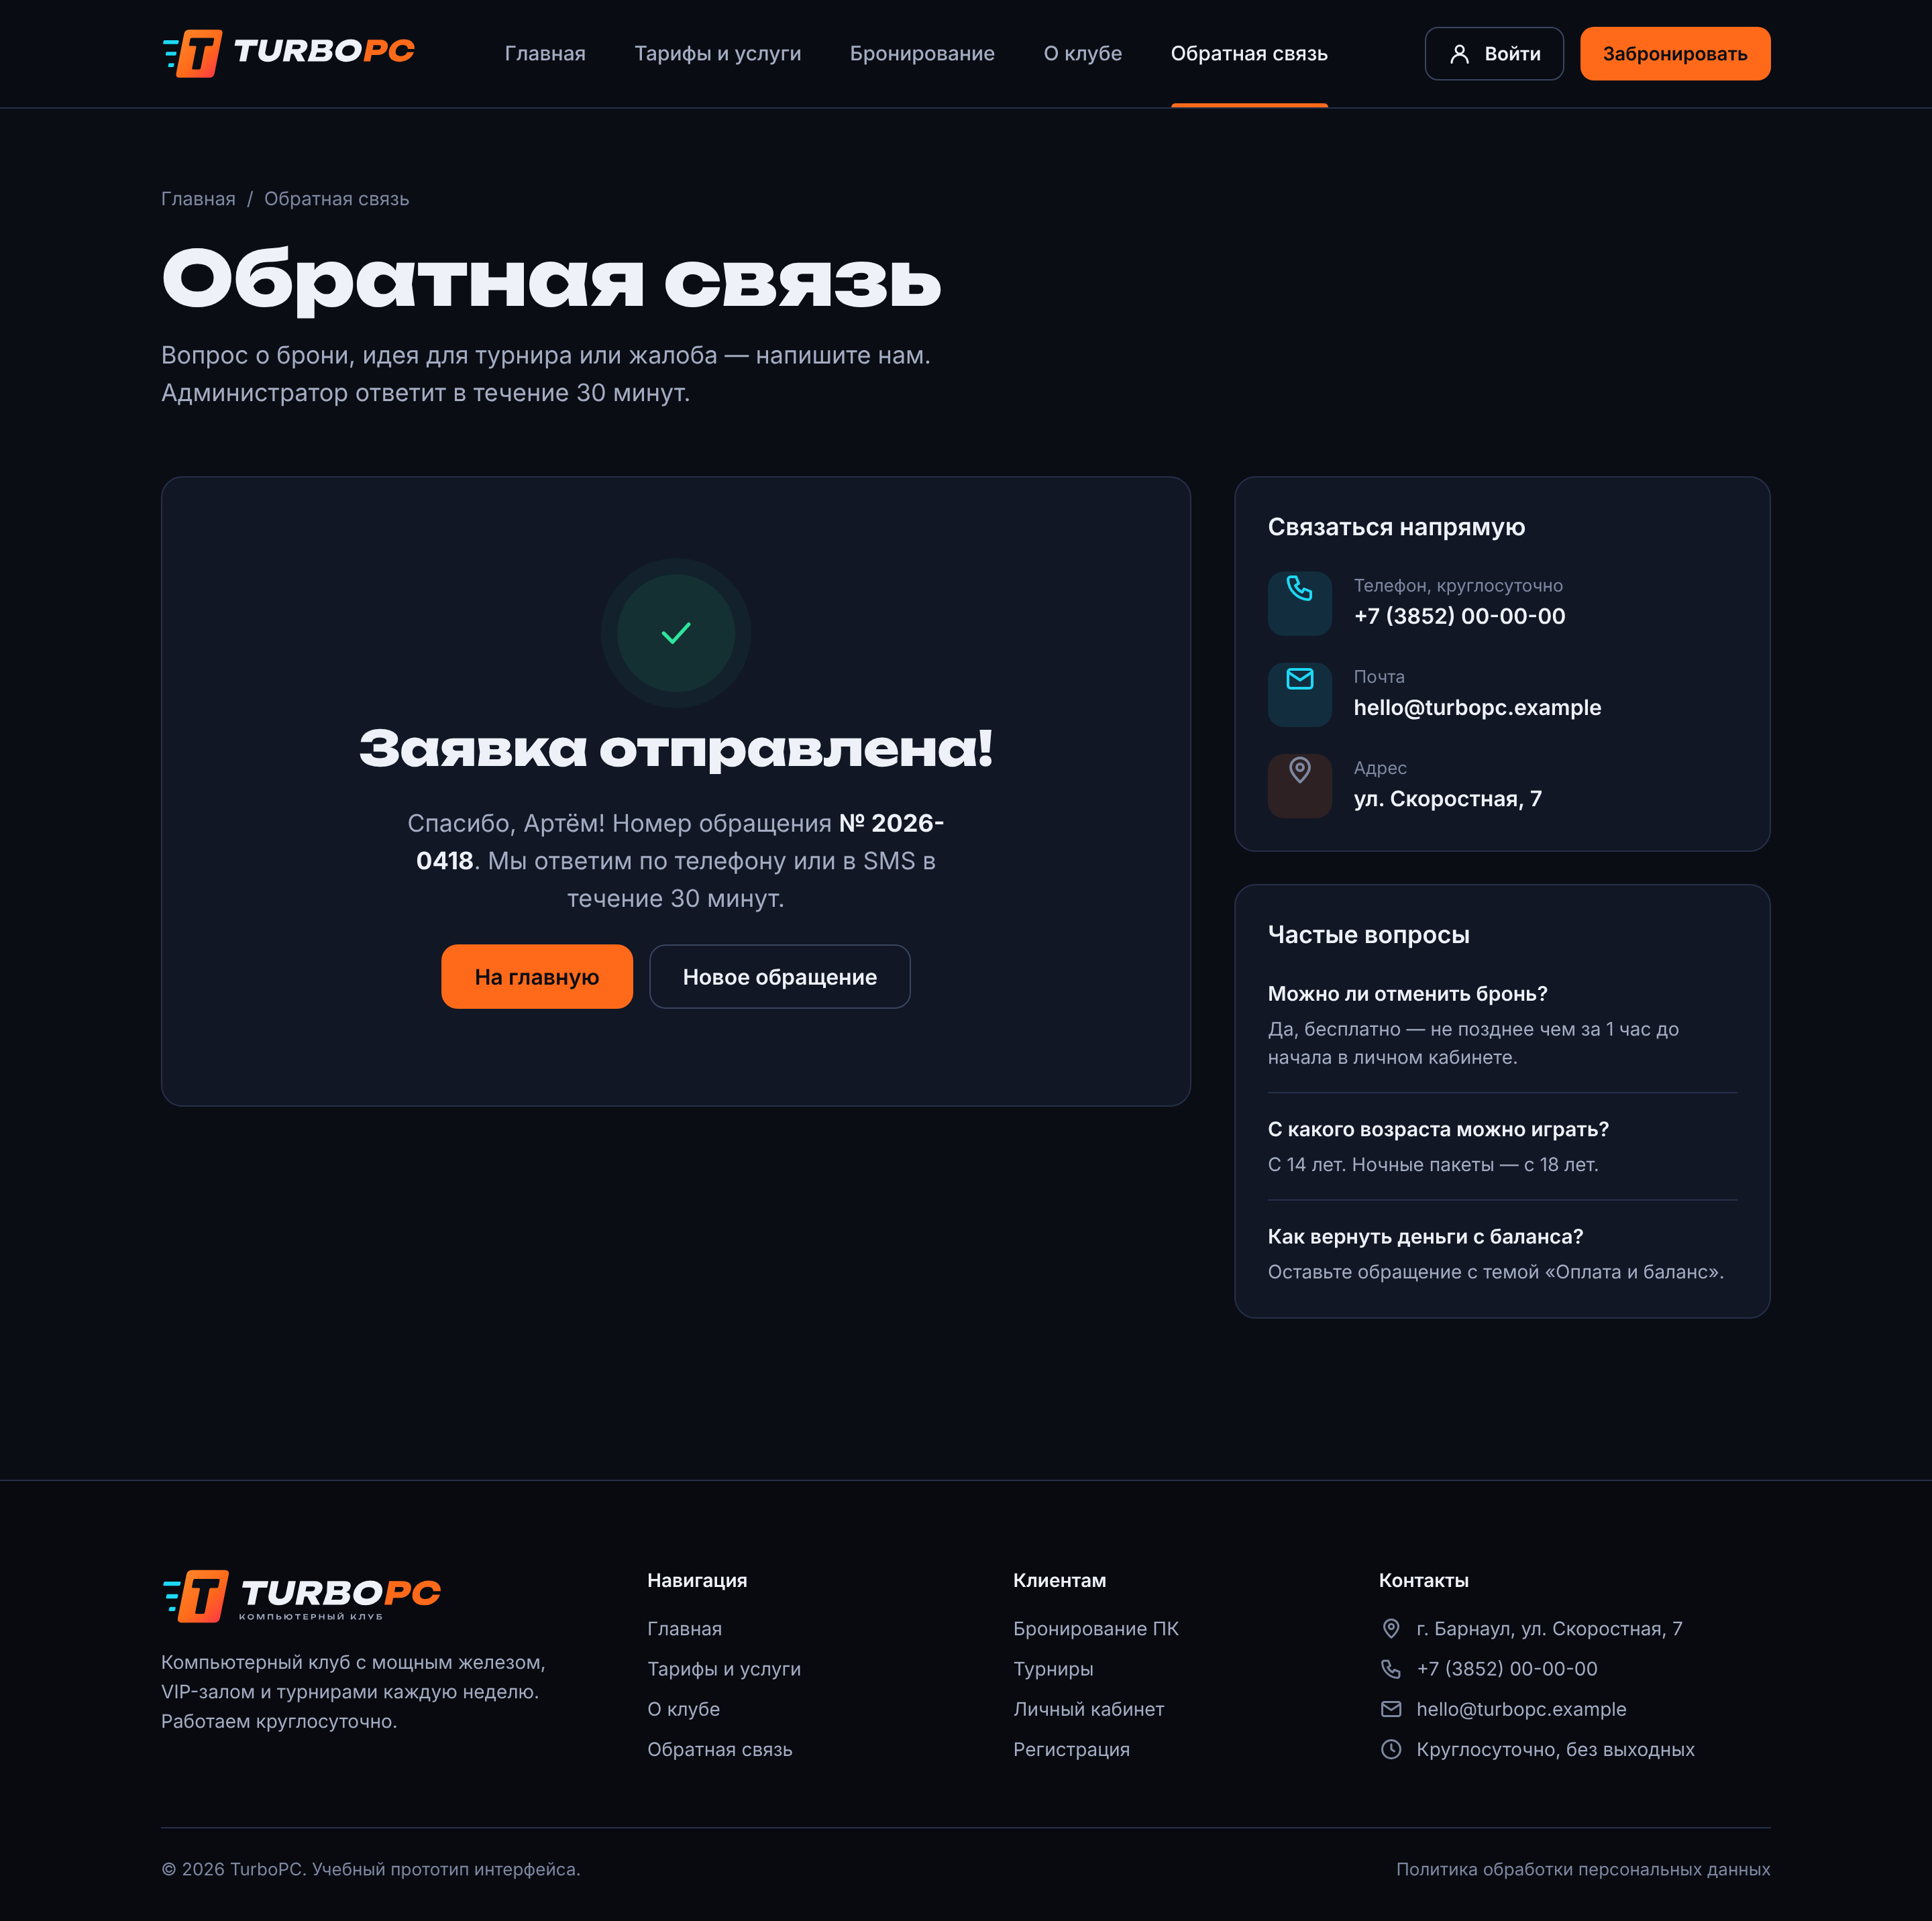 TURBOPC
Главная
Тарифы и услуги
Бронирование
О клубе
Обратная связь
Войти
Забронировать
Главная / Обратная связь
Обратная связь
Вопрос о брони, идея для турнира или жалоба — напишите нам.
Администратор ответит в течение 30 минут.
Заявка отправлена!
Спасибо, Артём! Номер обращения № 2026-
0418. Мы ответим по телефону или в SMS в
течение 30 минут.
На главную
Новое обращение
Связаться напрямую
Телефон, круглосуточно
+7 (3852) 00-00-00
Почта
hello@turbopc.example
Адрес
ул. Скоростная, 7
Частые вопросы
Можно ли отменить бронь?
Да, бесплатно — не позднее чем за 1 час до
начала в личном кабинете.
С какого возраста можно играть?
С 14 лет. Ночные пакеты — с 18 лет.
Как вернуть деньги с баланса?
Оставьте обращение с темой «Оплата и баланс».
TURBOPC
КОМПЬЮТЕРНЫЙ КЛУБ
Компьютерный клуб с мощным железом,
VIP-залом и турнирами каждую неделю.
Работаем круглосуточно.
Навигация
Главная
Тарифы и услуги
О клубе
Обратная связь
Клиентам
Бронирование ПК
Турниры
Личный кабинет
Регистрация
Контакты
г. Барнаул, ул. Скоростная, 7
+7 (3852) 00-00-00
hello@turbopc.example
Круглосуточно, без выходных
© 2026 TurboPC. Учебный прототип интерфейса.
Политика обработки персональных данных